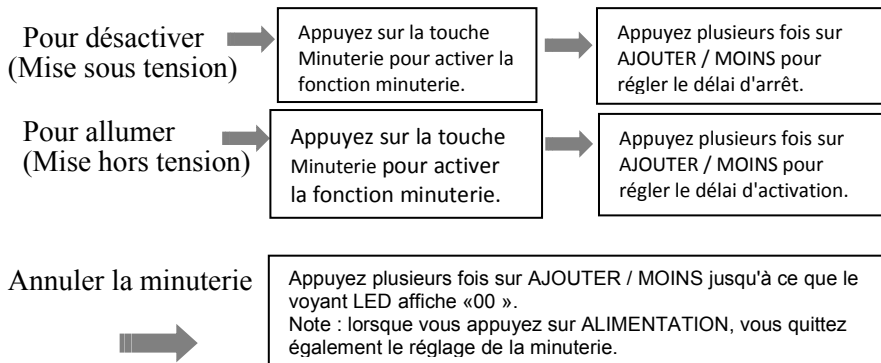 Pour désactiver
(Mise sous tension)
Appuyez sur la touche
Minuterie pour activer la
fonction minuterie.
Appuyez plusieurs fois sur
AJOUTER / MOINS pour
régler le délai d'arrêt.
Pour allumer
(Mise hors tension)
Appuyez sur la touche
Minuterie pour activer
la fonction minuterie.
Appuyez plusieurs fois sur
AJOUTER / MOINS pour
régler le délai d'activation.
Annuler la minuterie
Appuyez plusieurs fois sur AJOUTER / MOINS jusqu'à ce que le
voyant LED affiche «00 ».
Note : lorsque vous appuyez sur ALIMENTATION, vous quittez
également le réglage de la minuterie.